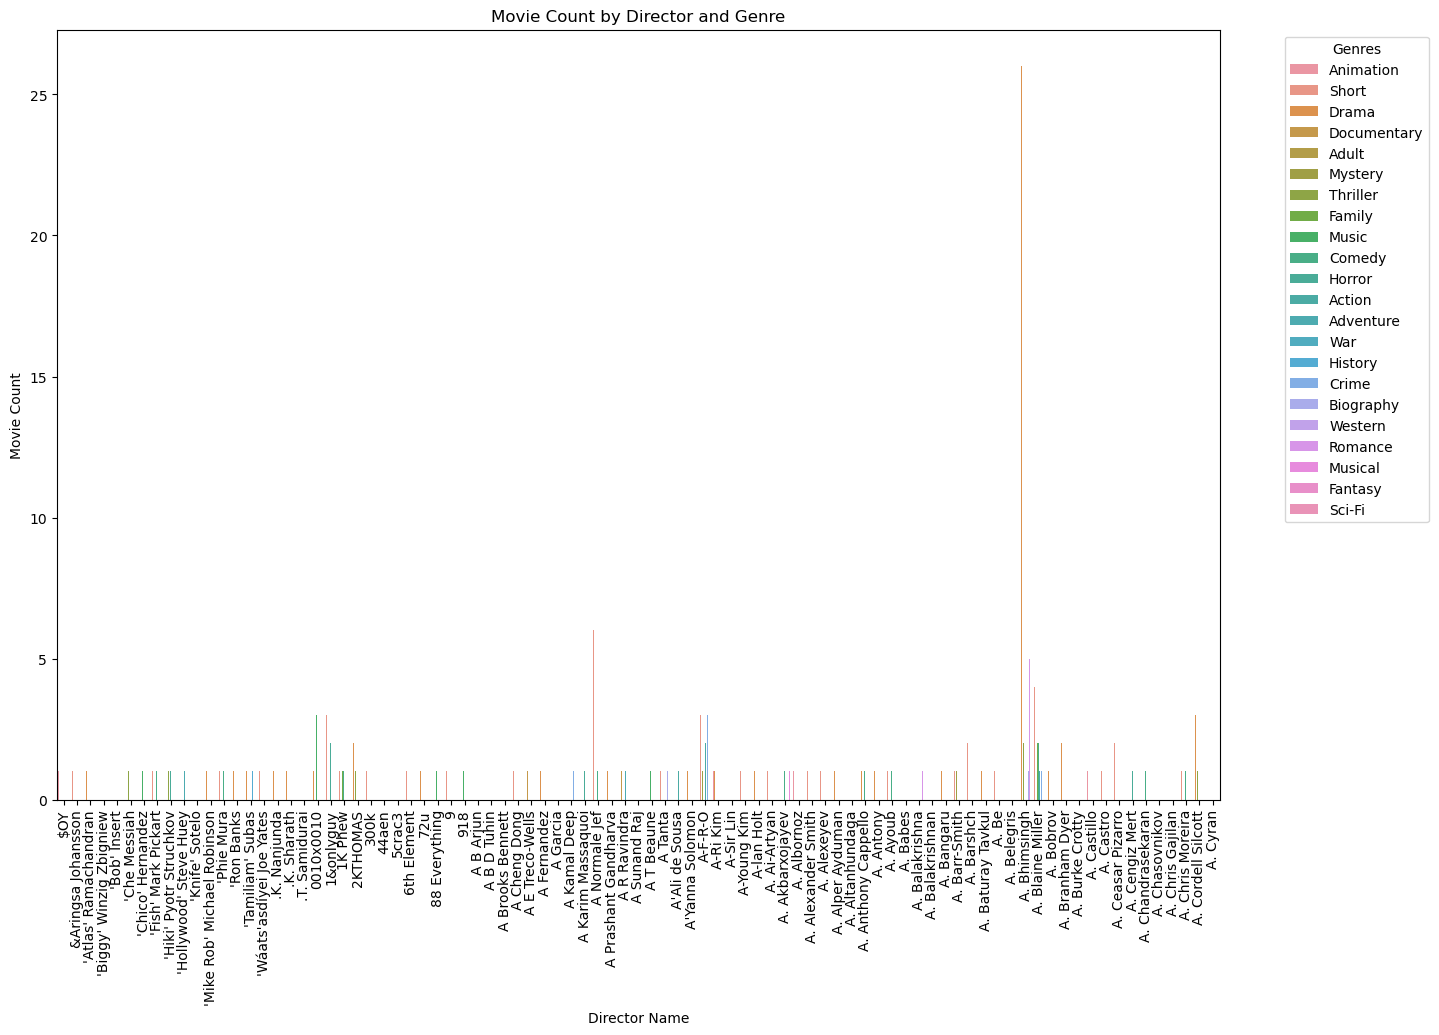 Movie Count by Director and Genre
Movie Count
25
20
15
10
5
0
$OY
&Aringsa Johansson
'Atlas' Ramachandran
'Biggy' Winzig Zbigniew
'Bob' Insert
'Che Messiah
'Chico' Hernandez
'Fish' Mark Pickart
'Hiki' Pyotr Struchkov
'Hollywood' Steve Huey
'Knife' Sotelo
'Mike Rob' Michael Robinson
'Phie Mura
'Ron Banks
'Tamiliam' Subas
'Wáats'asdíyei Joe Yates
.K. Nanjunda
.K. Sharath
.T. Samidurai
0010x0010
1&onlyguy
1K Phew
2KTHOMAS
300k
44aen
5crac3
6th Element
72u
88 Everything
9
918
A B Arjun
A B D Tuhin
A Brooks Bennett
A Cheng Dong
A E Treco-Wells
A Fernandez
A Garcia
A Kamal Deep
A Karim Massaquoi
A Normale Jef
A Prashant Gandharva
A R Ravindra
A Sunand Raj
A T Beaune
A Tanta
A'Ali de Sousa
A'Yanna Solomon
A-F-R-O
A-Ri Kim
A-Sir Lin
A-Young Kim
A-lan Holt
A. Ai-Artyan
A. Akbarxojayev
A. Albornoz
A. Alexander Smith
A. Alexeyev
A. Alper Ayduman
A. Altanhundaga
A. Anthony Cappello
A. Antony
A. Ayoub
A. Babes
A. Balakrishna
A. Balakrishnan
A. Bangaru
A. Barr-Smith
A. Barshch
A. Baturay Tavkul
A. Be
A. Belegris
A. Bhimsingh
A. Blaine Miller
A. Bobrov
A. Branhan Dyer
A. Burke Crotty
A. Castillo
A. Castro
A. Ceasar Pizarro
A. Cengiz Mert
A. Chandrasekaran
A. Chasovnikov
A. Chris Gajilan
A. Chris Moreira
A. Cordell Silcott
A. Cyran
Director Name
Genres
Animation
Short
Drama
Documentary
Adult
Mystery
Thriller
Family
Music
Comedy
Horror
Action
Adventure
War
History
Crime
Biography
Western
Romance
Musical
Fantasy
Sci-Fi